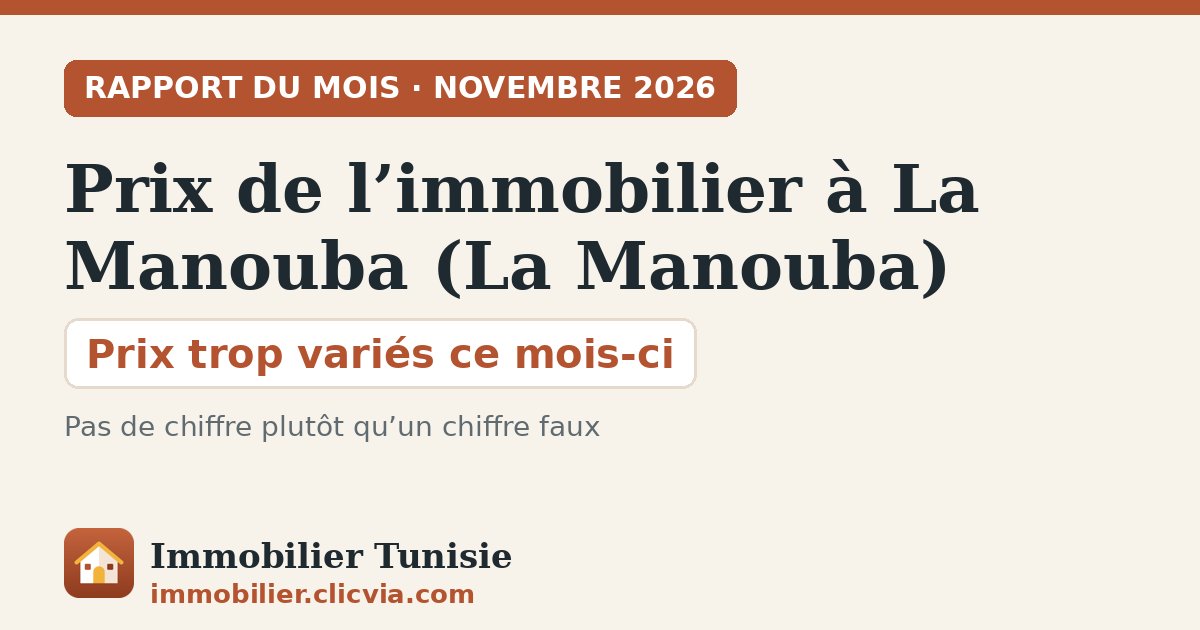 RAPPORT DU MOIS · NOVEMBRE 2026
Prix de l’immobilier à La
Manouba (La Manouba)
Prix trop variés ce mois-ci
Pas de chiffre plutôt qu’un chiffre faux
Immobilier Tunisie
immobilier.clicvia.com